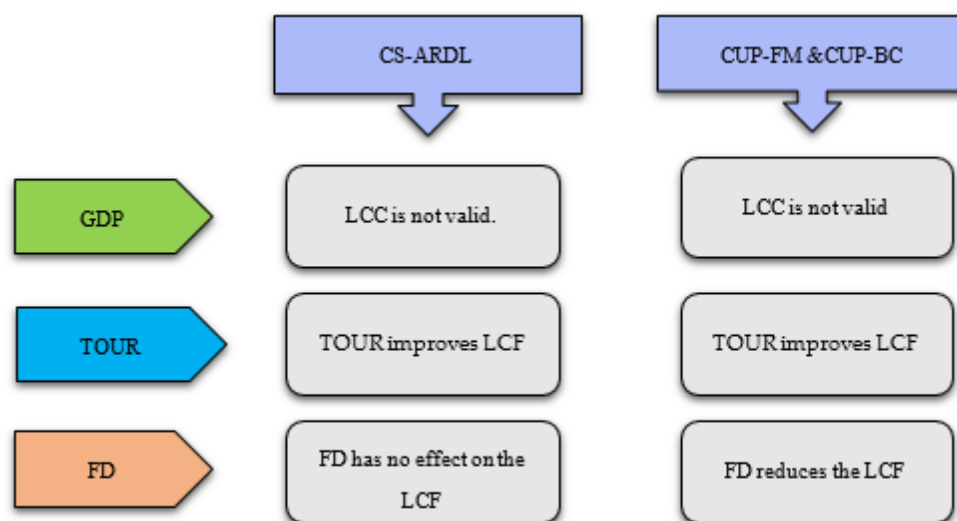 CS-ARDL
CUP-FM &CUP-BC
GDP
LCC is not valid.
LCC is not valid
TOUR
TOUR improves LCF
TOUR improves LCF
FD
FD has no effect on the
LCF
FD reduces the LCF